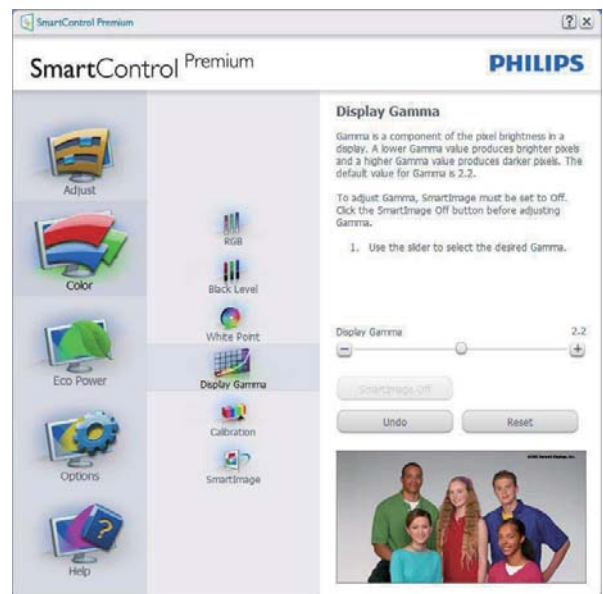 SmartControl Premium
SmartControl Premium
PHILIPS
Adjust
Color
Eco Power
Options
Help
RGB
Black Level
White Point
Display Gamma
Calibration
SmartImage
Display Gamma
Gamma is a component of the pixel brightness in a
display. A lower Gamma value produces brighter pixels
and a higher Gamma value produces darker pixels. The
default value for Gamma is 2.2.
To adjust Gamma, SmartImage must be set to Off.
Click the SmartImage Off button before adjusting
Gamma.
1. Use the slider to select the desired Gamma.
Display Gamma 2.2
SmartImage Off
Undo Reset